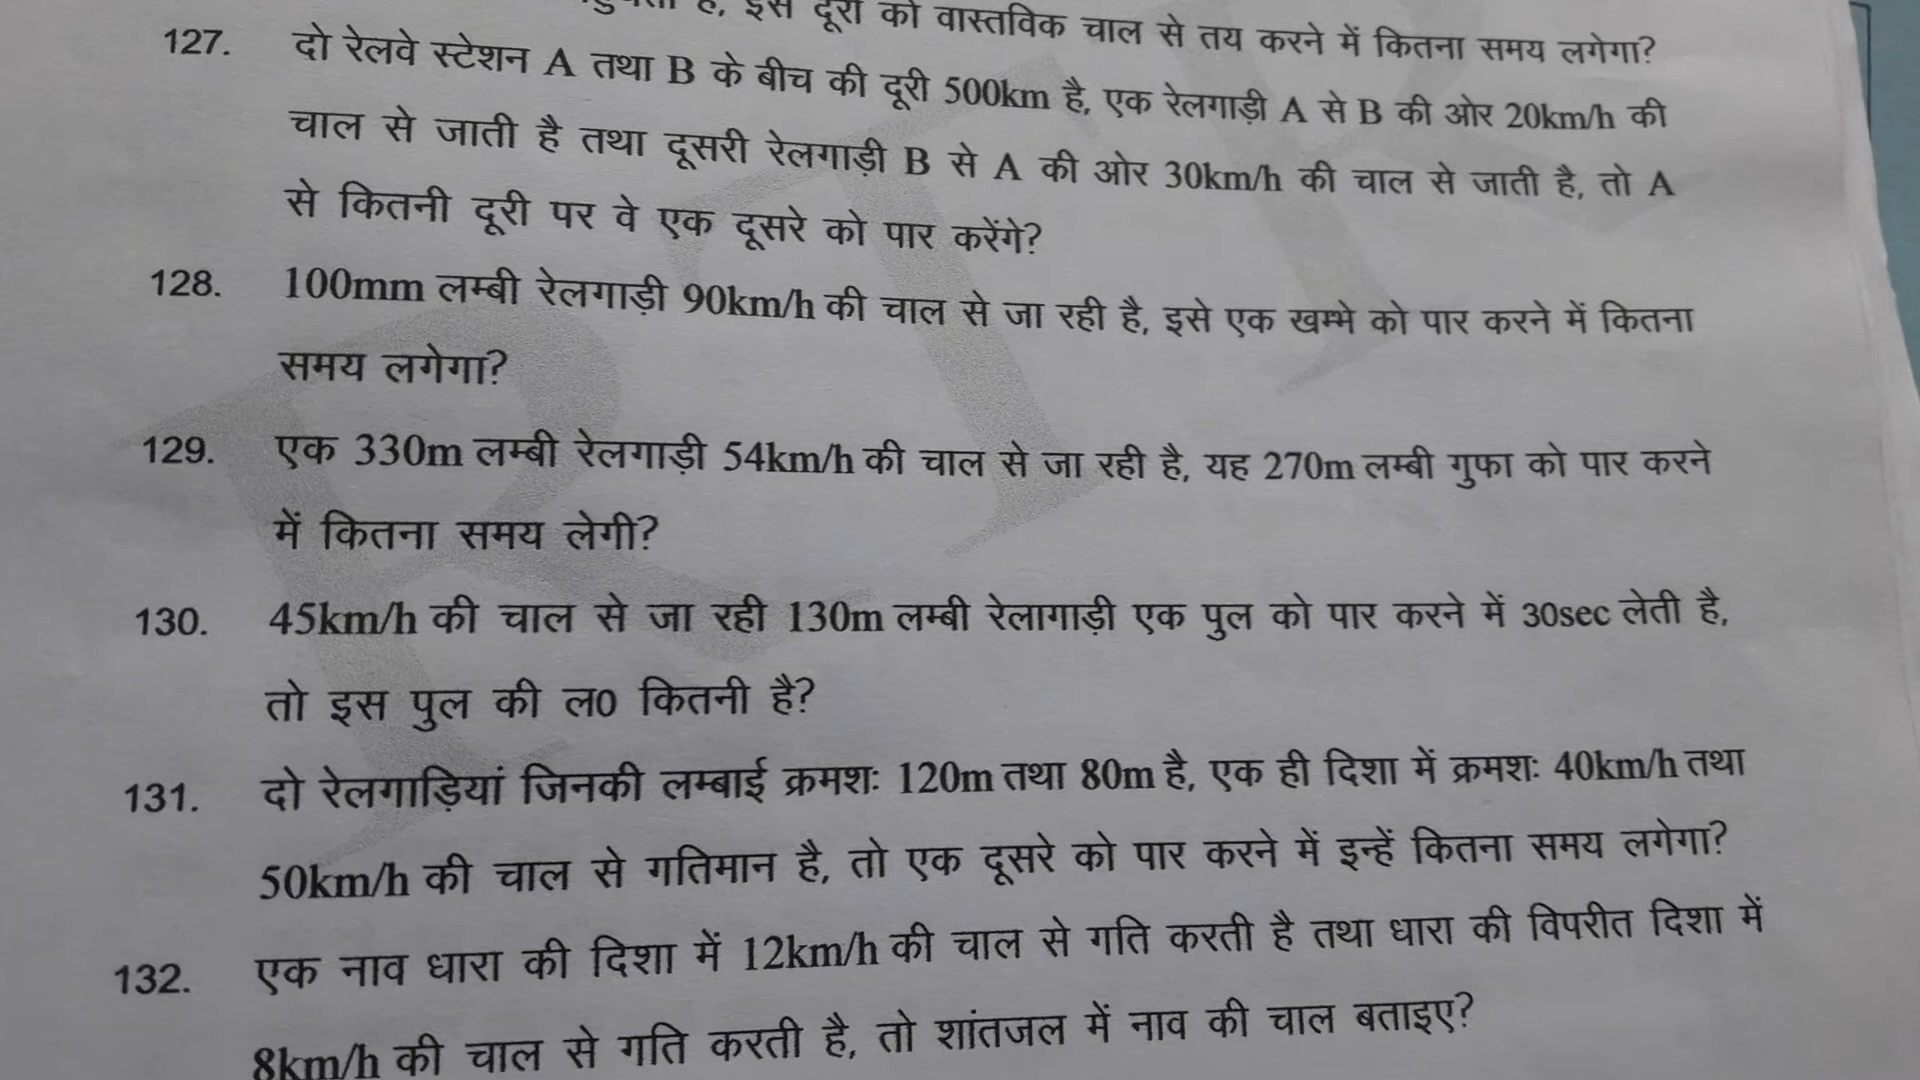 है, इस दूरी को वास्तविक चाल से तय करने में कितना समय लगेगा?
127. दो रेलवे स्टेशन A तथा B के बीच की दूरी 500km है, एक रेलगाड़ी A से B की ओर 20km/h की
चाल से जाती है तथा दूसरी रेलगाड़ी B से A की ओर 30km/h की चाल से जाती है, तो A
से कितनी दूरी पर वे एक दूसरे को पार करेंगे?
128. 100mm लम्बी रेलगाड़ी 90km/h की चाल से जा रही है, इसे एक खम्भे को पार करने में कितना
समय लगेगा?
129. एक 330m लम्बी रेलगाड़ी 54km/h की चाल से जा रही है, यह 270m लम्बी गुफा को पार करने
में कितना समय लेगी?
130. 45km/h की चाल से जा रही 130m लम्बी रेलागाड़ी एक पुल को पार करने में 30sec लेती है,
तो इस पुल की ल0 कितनी है?
131. दो रेलगाड़ियां जिनकी लम्बाई क्रमशः 120m तथा 80m है, एक ही दिशा में क्रमशः 40km/h तथा
50km/h की चाल से गतिमान है, तो एक दूसरे को पार करने में इन्हें कितना समय लगेगा?
132. एक नाव धारा की दिशा में 12km/h की चाल से गति करती है तथा धारा की विपरीत दिशा में
8km/h की चाल से गति करती है, तो शांतजल में नाव की चाल बताइए?